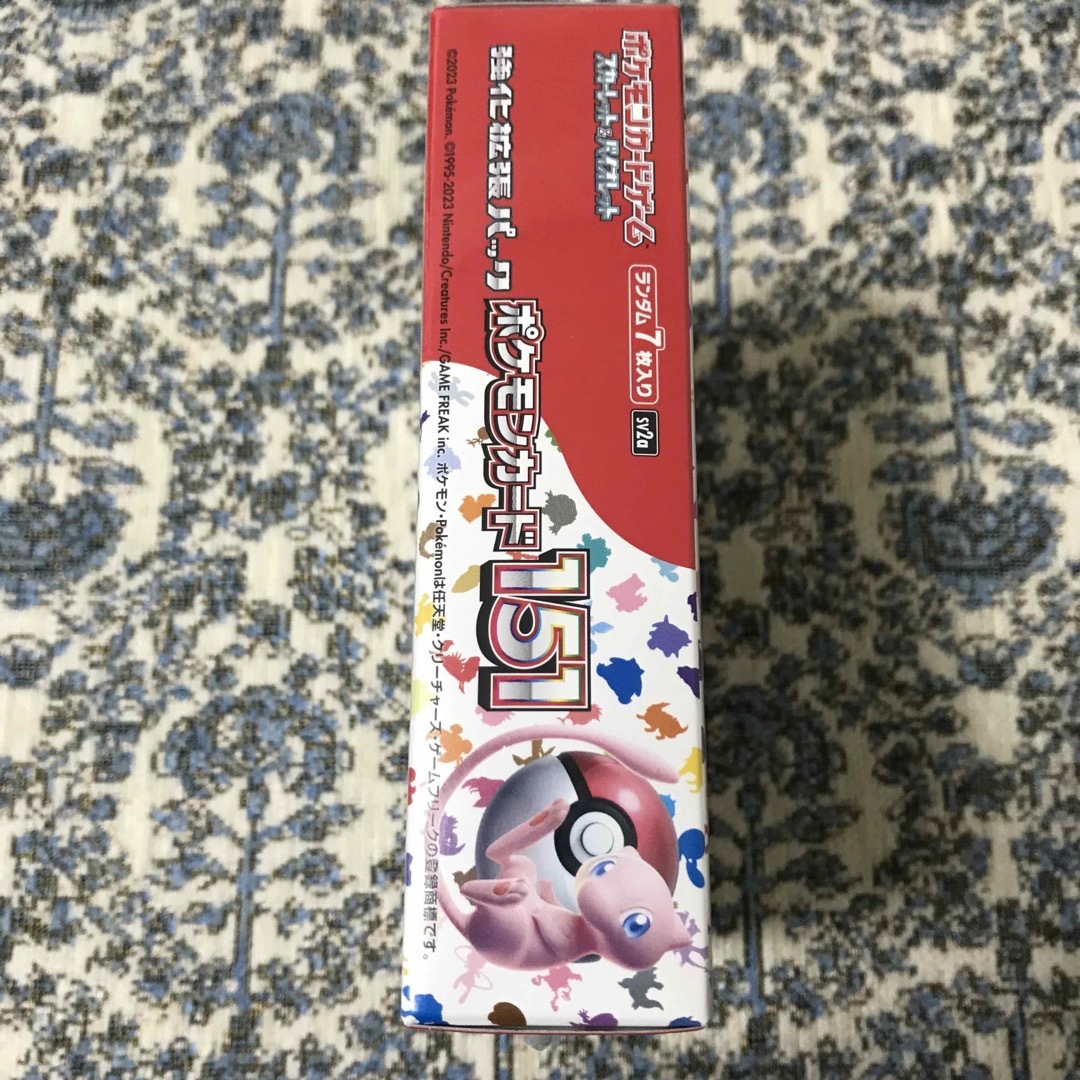 ポケモンカードゲーム
スカーレット&バイオレット
ランダム7枚入り
sv2a
強化拡張パック
ポケモンカード
151
©2023 Pokémon. ©1995-2023 Nintendo/Creatures Inc./GAME FREAK inc. ポケモン・Pokémonは任天堂・クリーチャーズ・ゲームフリークの登録商標です。